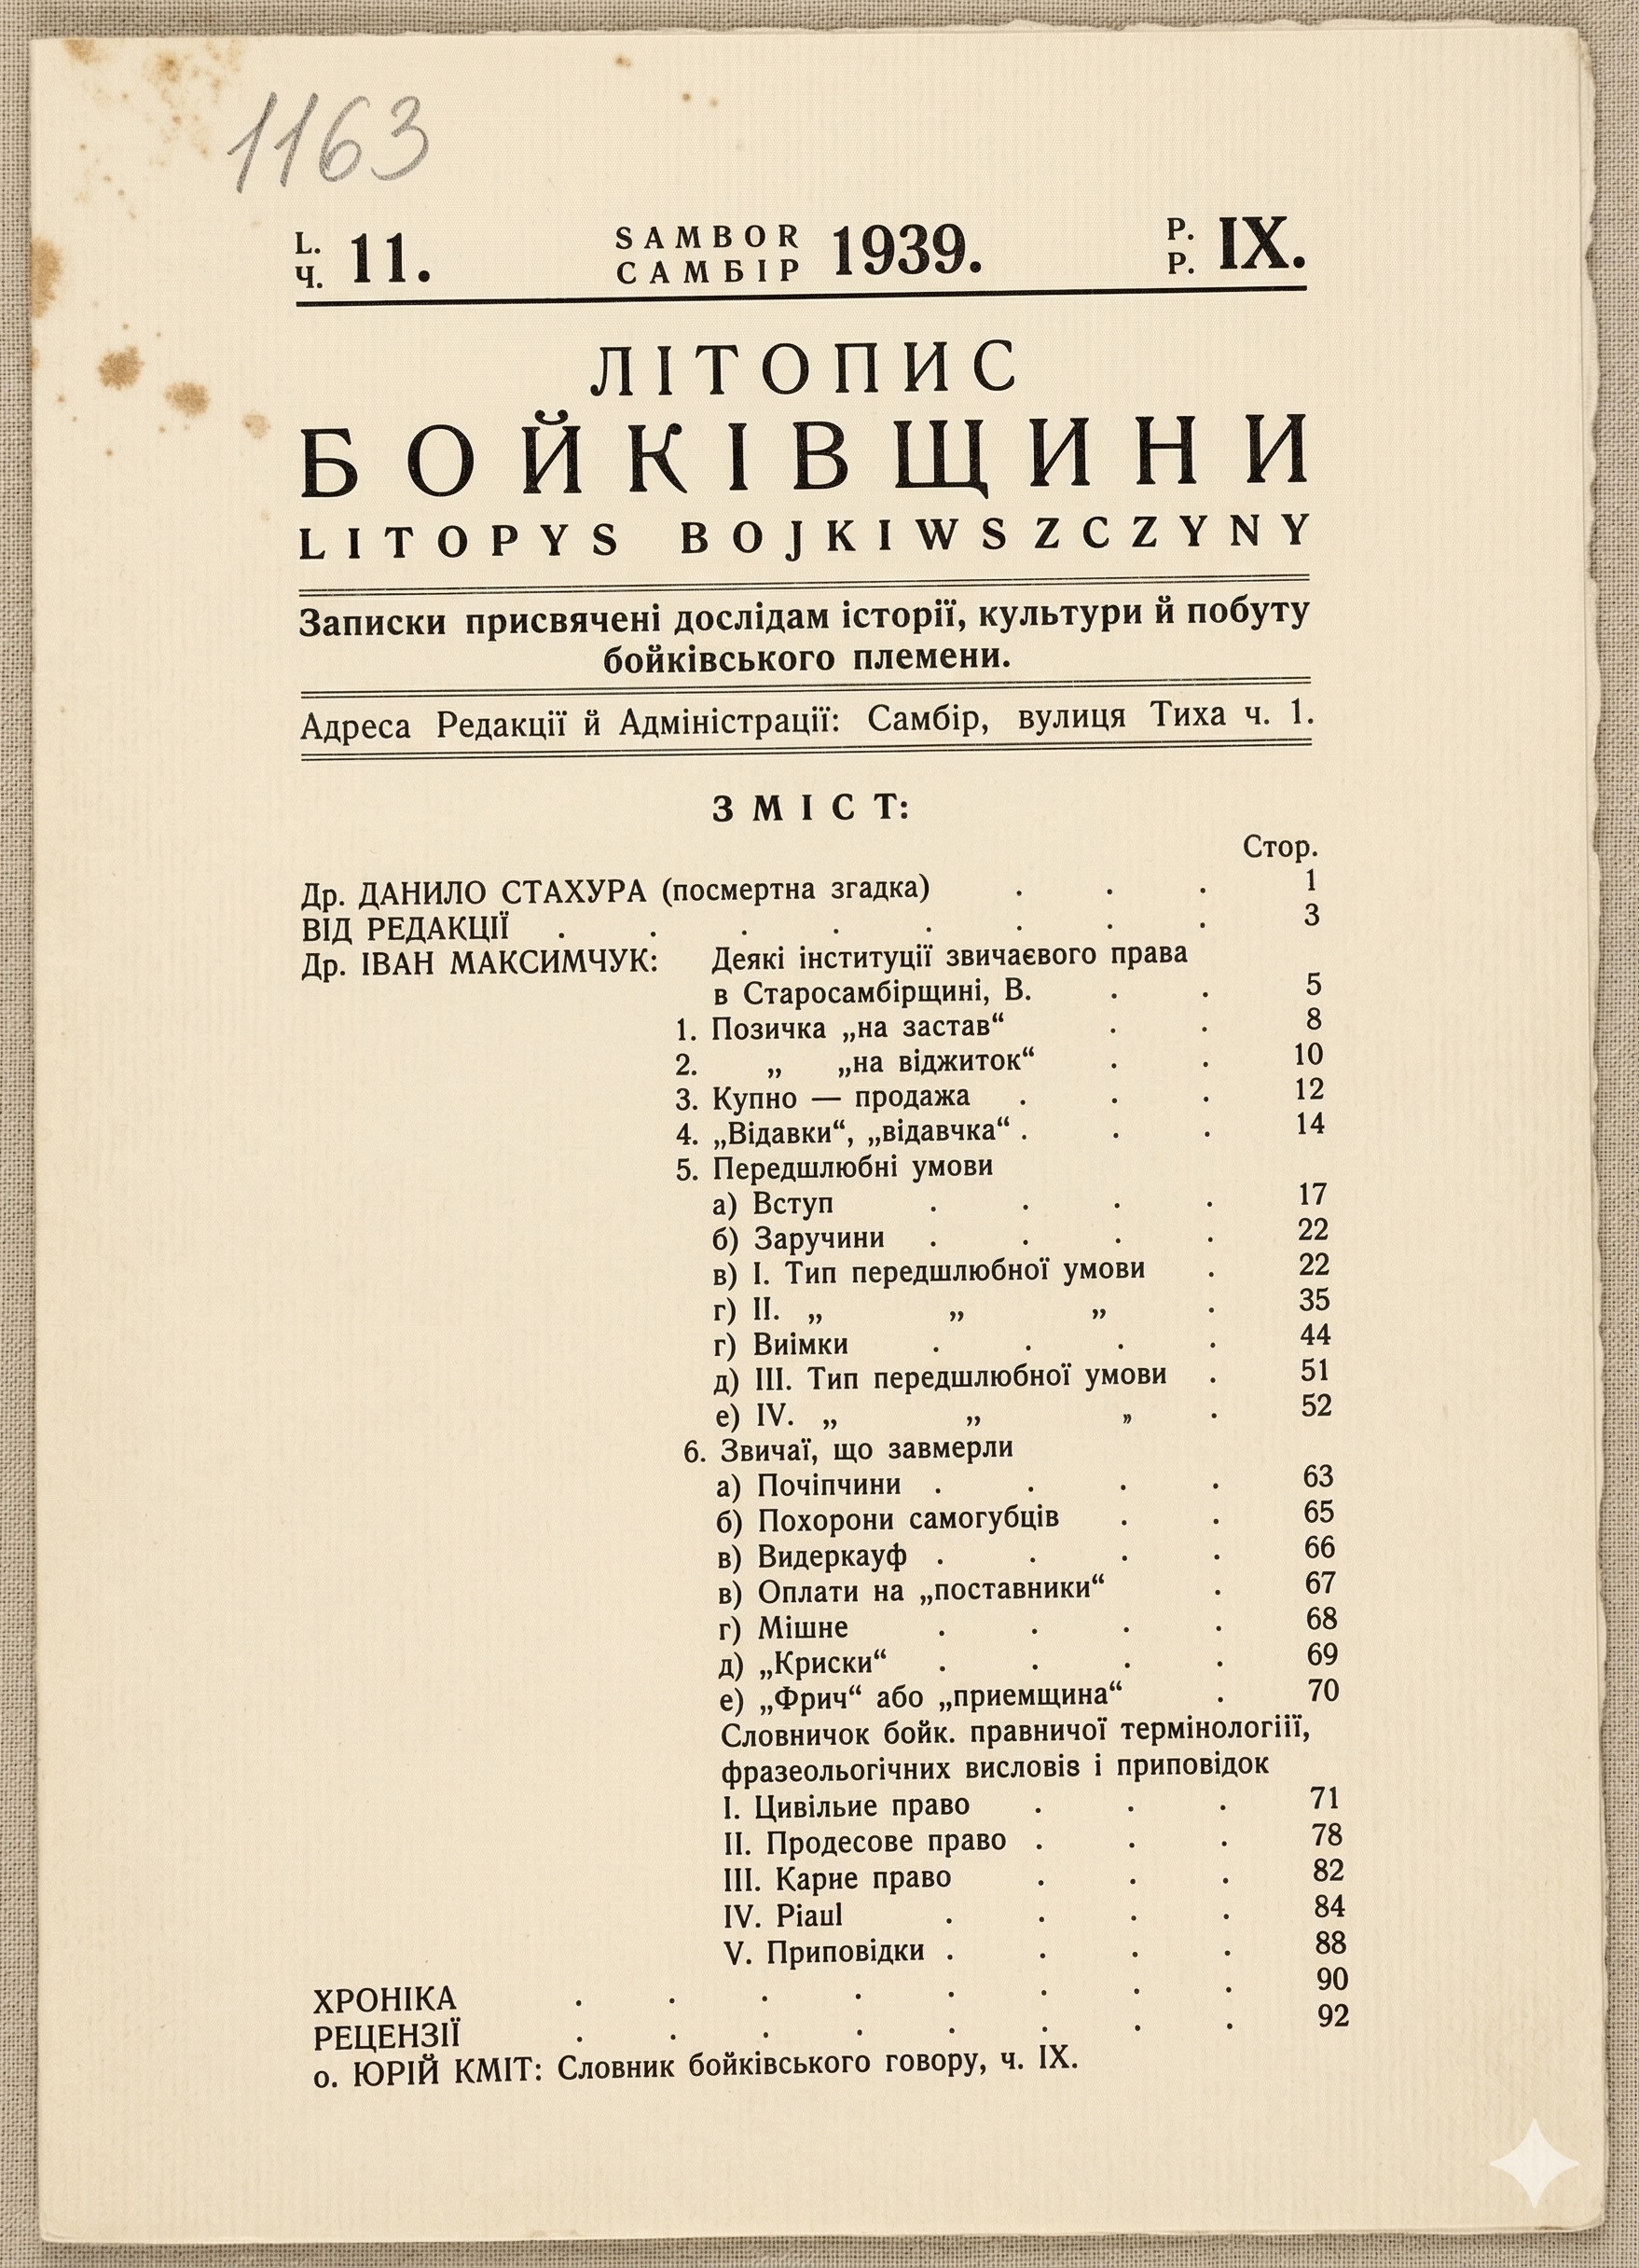 1163
L. Ч. 11. SAMBOR САМБІР 1939. Р. Р. IX.
ЛІТОПИС
БОЙКІВЩИНИ
LITOPYS BOJKIWSZCZYNY
Записки присвячені дослідам історії, культури й побуту
бойківського племени.
Адреса Редакції й Адміністрації: Самбір, вулиця Тиха ч. 1.
ЗМІСТ:
Стор.
Др. ДАНИЛО СТАХУРА (посмертна згадка) . . . 1
ВІД РЕДАКЦІЇ . . . . . . . . 3
Др. ІВАН МАКСИМЧУК: Деякі інституції звичаєвого права
в Старосамбірщині, В. . . 5
1. Позичка „на застав“ . . 8
2. „ „на віджиток“ . . 10
3. Купно — продажа . . . 12
4. „Відавки“, „відавчка“ . . . 14
5. Передшлюбні умови
а) Вступ . . . . 17
б) Заручини . . . . 22
в) І. Тип передшлюбної умови . 22
г) ІІ. „ „ „ . 35
г) Виімки . . . . 44
д) ІІІ. Тип передшлюбної умови . 51
е) IV. „ „ „ . 52
6. Звичаї, що завмерли
а) Почіпчини . . . . 63
б) Похорони самогубців . . 65
в) Видеркауф . . . . 66
в) Оплати на „поставники“ . 67
г) Мішне . . . . 68
д) „Криски“ . . . . 69
е) „Фрич“ або „приемщина“ . 70
Словничок бойк. правничої термінологіії,
фразеольогічних висловів і приповідок
І. Цивільие право . . . 71
ІІ. Продесове право . . . 78
ІІІ. Карне право . . . 82
IV. Ріаul . . . . 84
V. Приповідки . . . . 88
ХРОНІКА . . . . . . . . 90
РЕЦЕНЗІЇ . . . . . . . . 92
о. ЮРІЙ КМІТ: Словник бойківського говору, ч. IX.